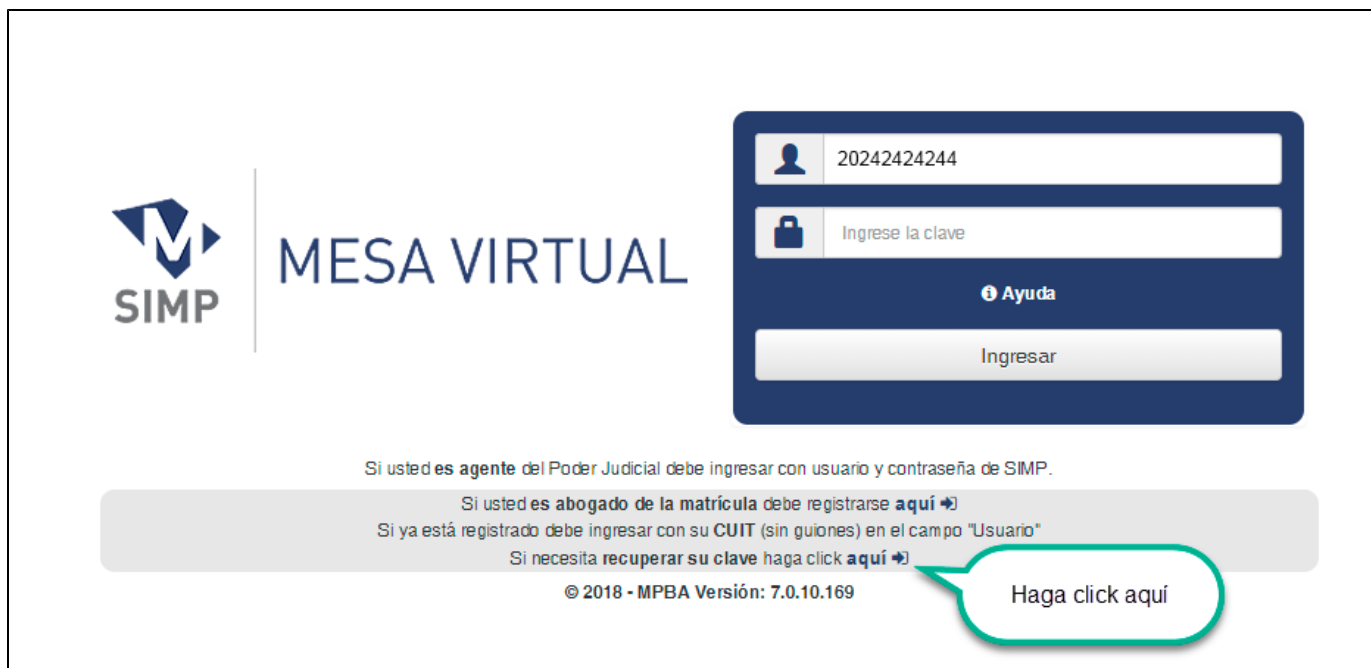 SIMP
MESA VIRTUAL
20242424244
Ingrese la clave
Ayuda
Ingresar
Si usted es agente del Poder Judicial debe ingresar con usuario y contraseña de SIMP.
Si usted es abogado de la matrícula debe registrarse aquí
Si ya está registrado debe ingresar con su CUIT (sin guiones) en el campo "Usuario"
Si necesita recuperar su clave haga click aquí
© 2018 - MPBA Versión: 7.0.10.169
Haga click aquí